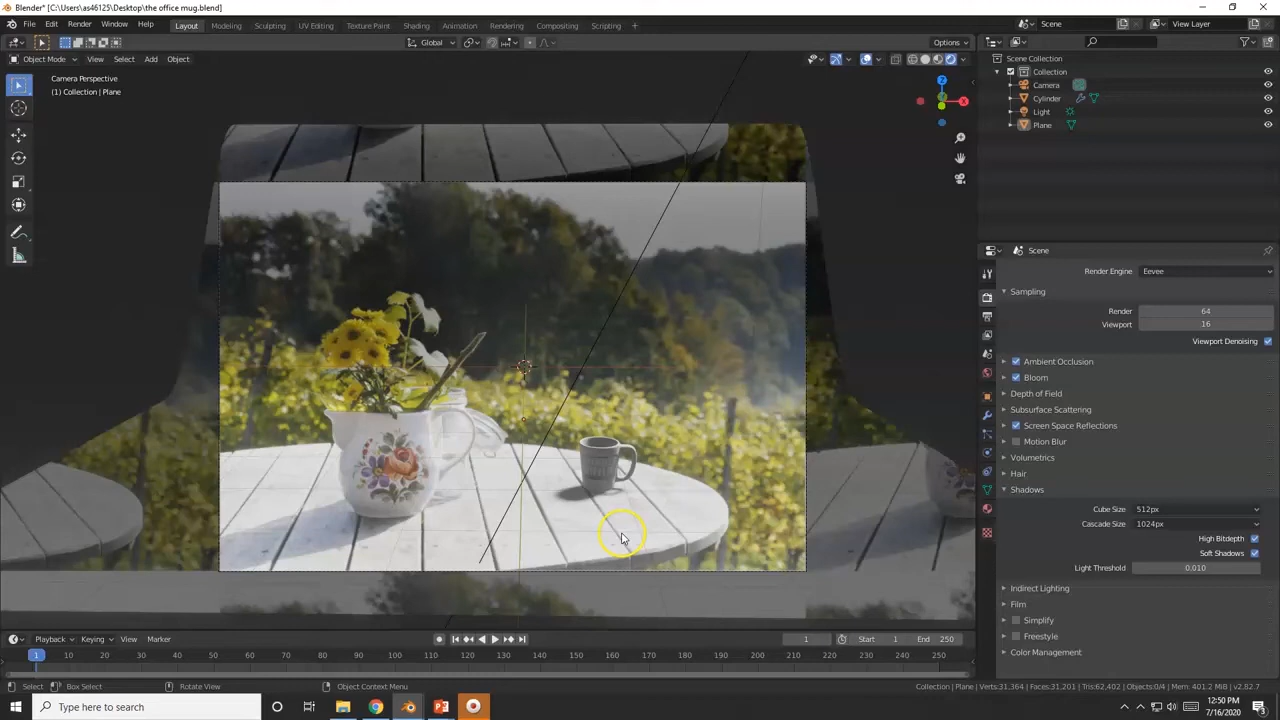 Blender* [C:\Users\as46125\Desktop\the office mug.blend]
File Edit Render Window Help Layout Modeling Sculpting UV Editing Texture Paint Shading Animation Rendering Compositing Scripting + Scene View Layer
Global Options
Object Mode View Select Add Object
Camera Perspective
(1) Collection | Plane
Z
X
Scene Collection
Collection
Camera
Cylinder
Light
Plane
Scene
Render Engine Eevee
Sampling
Render 64
Viewport 16
Viewport Denoising
Ambient Occlusion
Bloom
Depth of Field
Subsurface Scattering
Screen Space Reflections
Motion Blur
Volumetrics
Hair
Shadows
Cube Size 512px
Cascade Size 1024px
High Bitdepth
Soft Shadows
Light Threshold 0.010
Indirect Lighting
Film
Simplify
Freestyle
Color Management
Playback Keying View Marker 1 Start 1 End 250
1 10 20 30 40 50 60 70 80 90 100 110 120 130 140 150 160 170 180 190 200 210 220 230 240 250
Select Box Select Rotate View Object Context Menu Collection | Plane | Verts:31,364 | Faces:31,201 | Tris:62,402 | Objects:0/4 | Mem: 401.2 MiB | v2.82.7
Type here to search
12:50 PM
7/16/2020
3